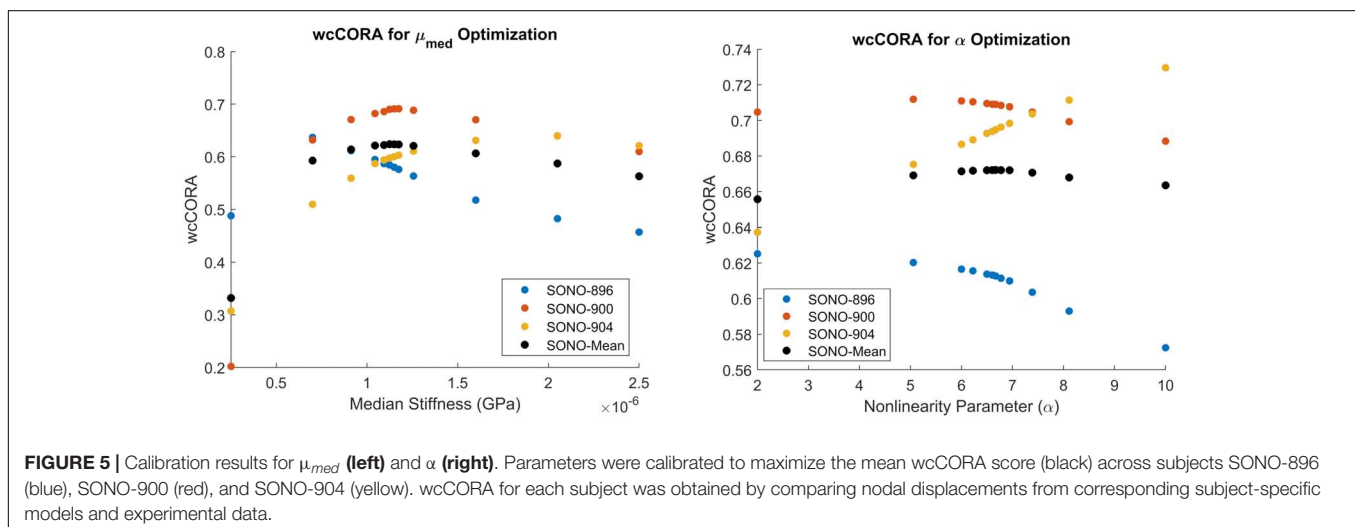 wcCORA for μmed Optimization
wcCORA
0.8
0.7
0.6
0.5
0.4
0.3
0.2
0.5
1
1.5
2
2.5
Median Stiffness (GPa)
×10-6
SONO-896
SONO-900
SONO-904
SONO-Mean
wcCORA for α Optimization
wcCORA
0.74
0.72
0.7
0.68
0.66
0.64
0.62
0.6
0.58
0.56
2
3
4
5
6
7
8
9
10
Nonlinearity Parameter (α)
SONO-896
SONO-900
SONO-904
SONO-Mean
FIGURE 5 | Calibration results for μmed (left) and α (right). Parameters were calibrated to maximize the mean wcCORA score (black) across subjects SONO-896
(blue), SONO-900 (red), and SONO-904 (yellow). wcCORA for each subject was obtained by comparing nodal displacements from corresponding subject-specific
models and experimental data.